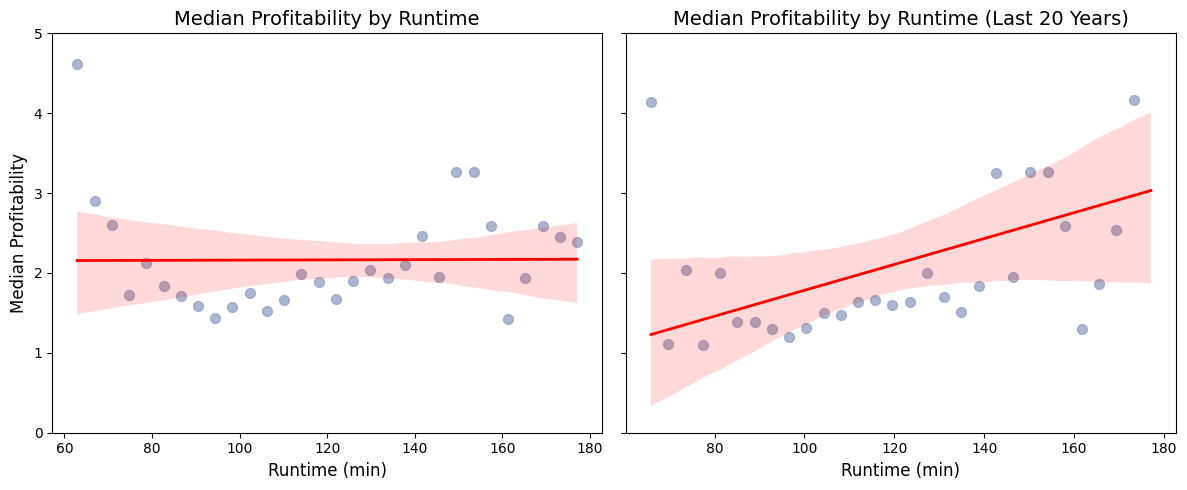 Median Profitability by Runtime
Median Profitability by Runtime (Last 20 Years)
Median Profitability
5
4
3
2
1
0
60 80 100 120 140 160 180
80 100 120 140 160 180
Runtime (min)
Runtime (min)